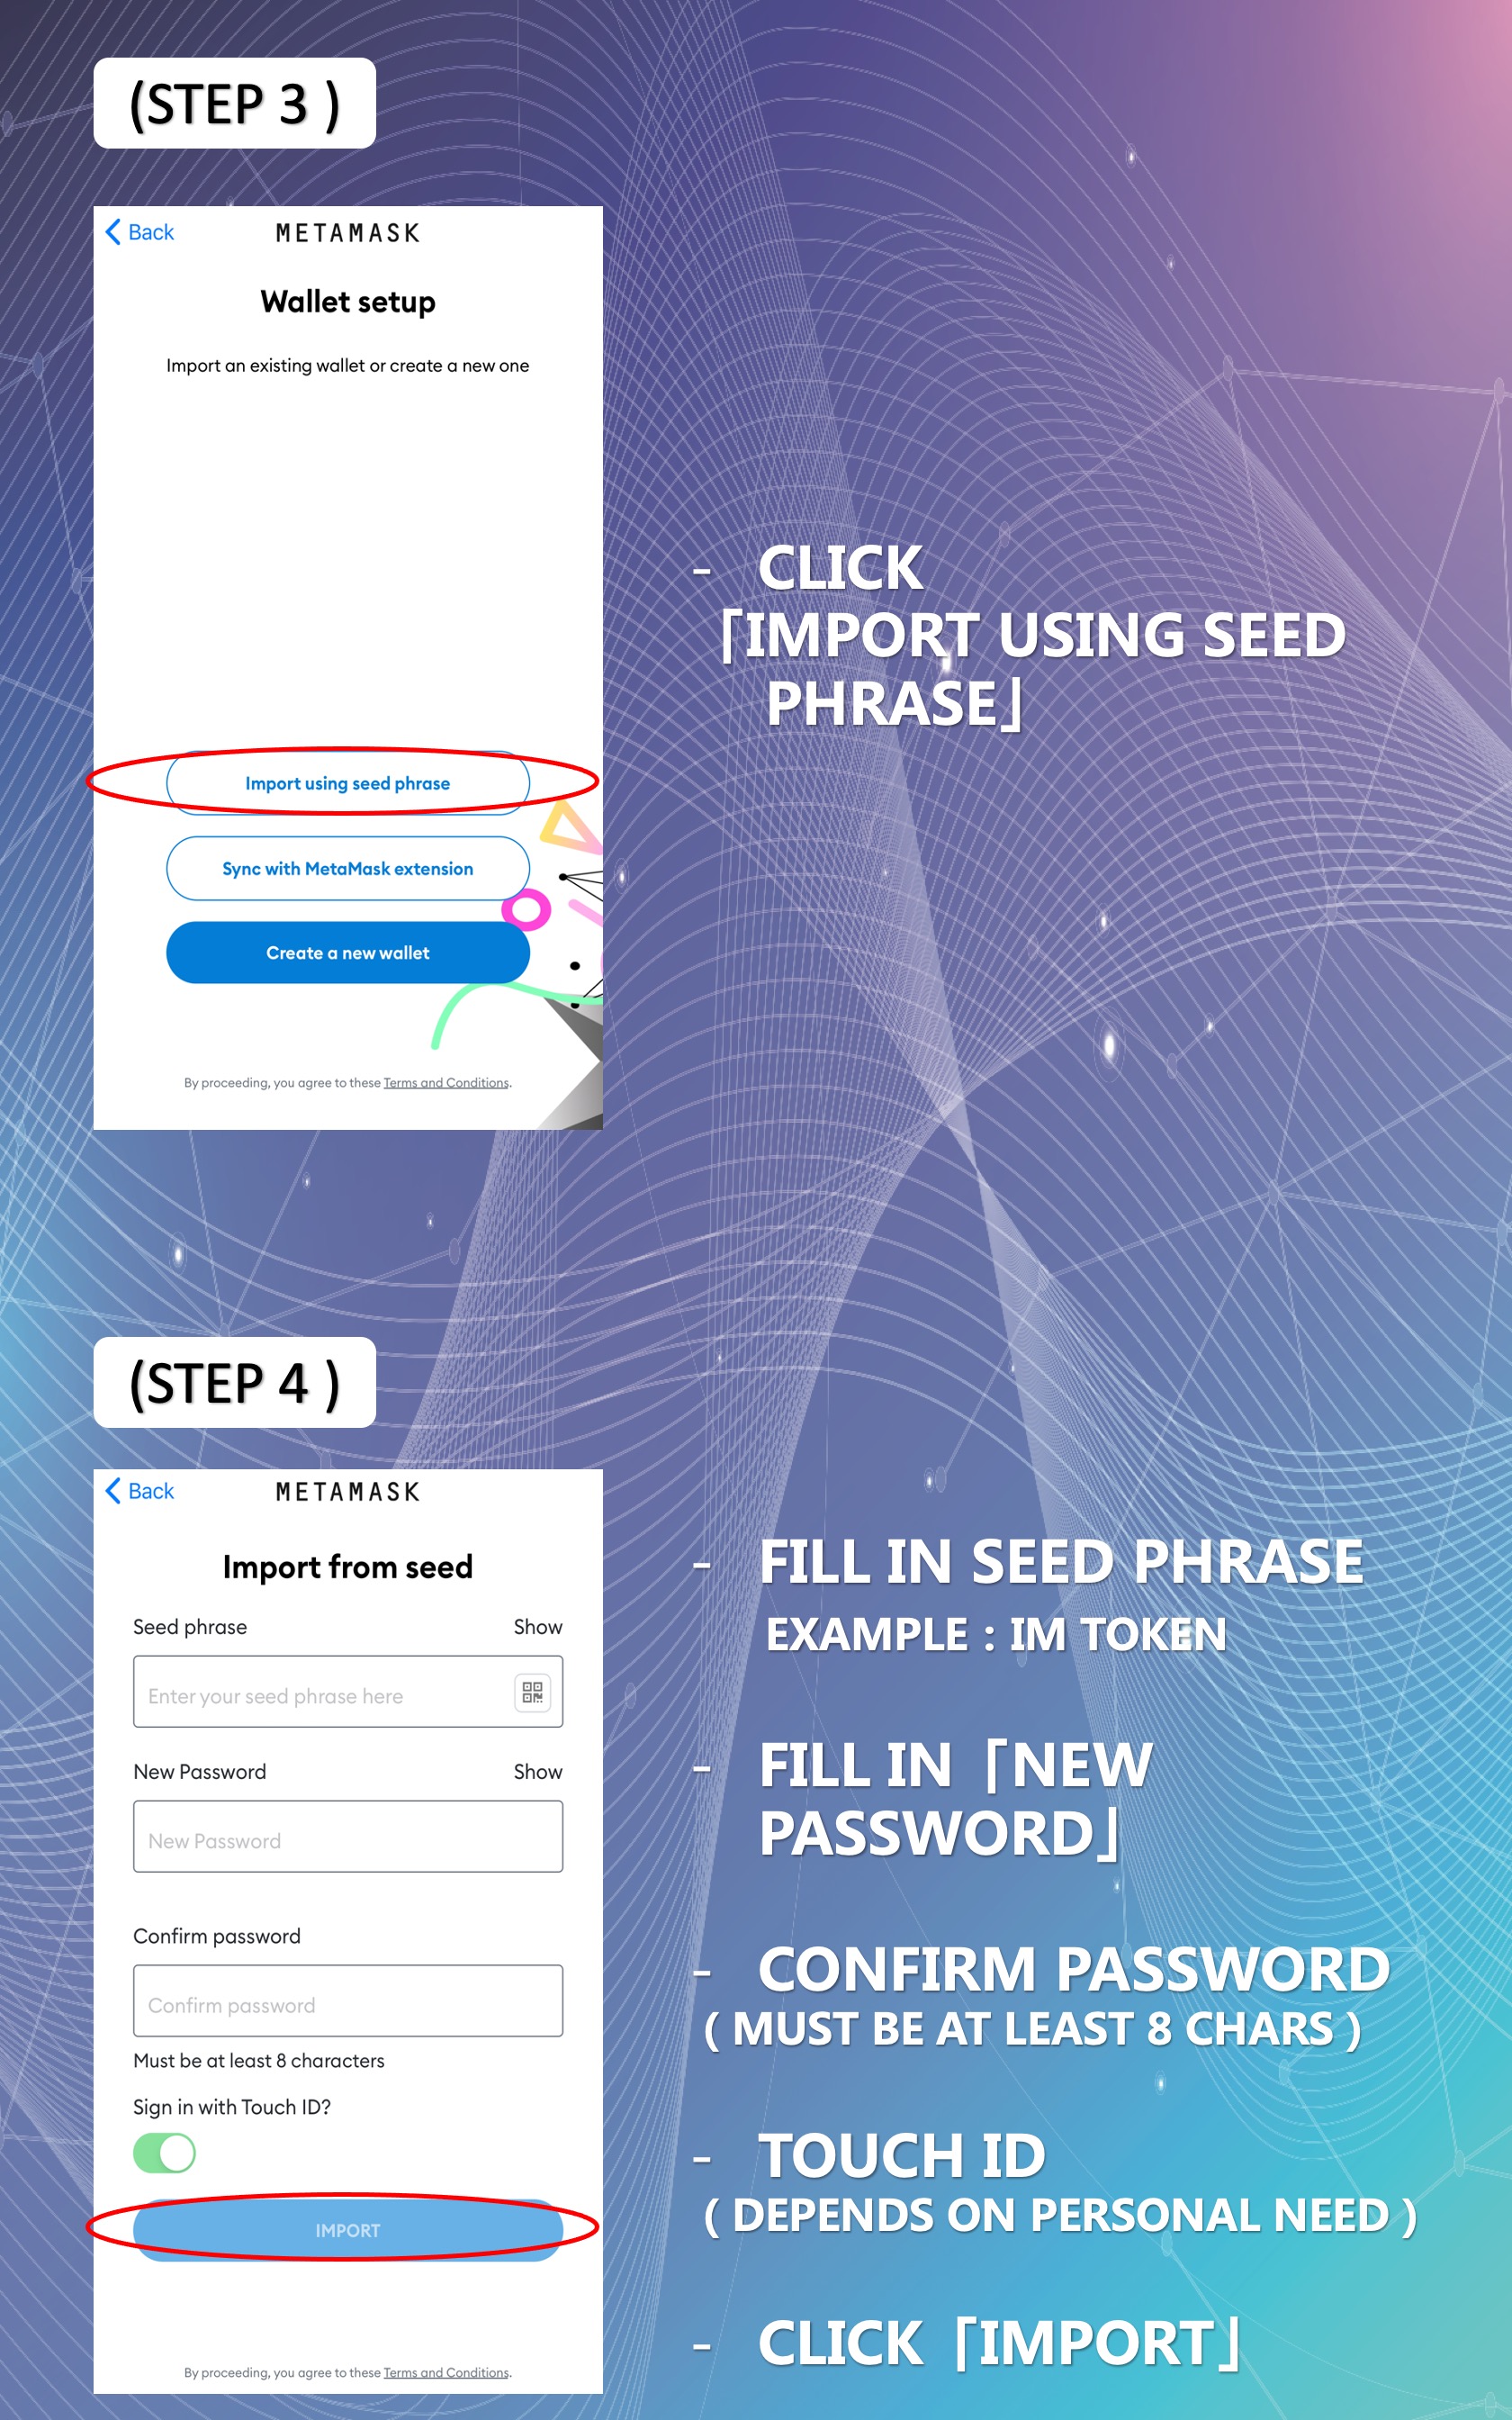 (STEP 3 )
Back
METAMASK
Wallet setup
Import an existing wallet or create a new one
- CLICK
「IMPORT USING SEED
PHRASE」
Import using seed phrase
Sync with MetaMask extension
Create a new wallet
By proceeding, you agree to these Terms and Conditions.
(STEP 4 )
Back
METAMASK
Import from seed
Seed phrase
Show
Enter your seed phrase here
New Password
Show
New Password
Confirm password
Confirm password
Must be at least 8 characters
Sign in with Touch ID?
IMPORT
By proceeding, you agree to these Terms and Conditions.
- FILL IN SEED PHRASE
EXAMPLE : IM TOKEN
- FILL IN「NEW
PASSWORD」
- CONFIRM PASSWORD
( MUST BE AT LEAST 8 CHARS )
- TOUCH ID
( DEPENDS ON PERSONAL NEED )
- CLICK「IMPORT」